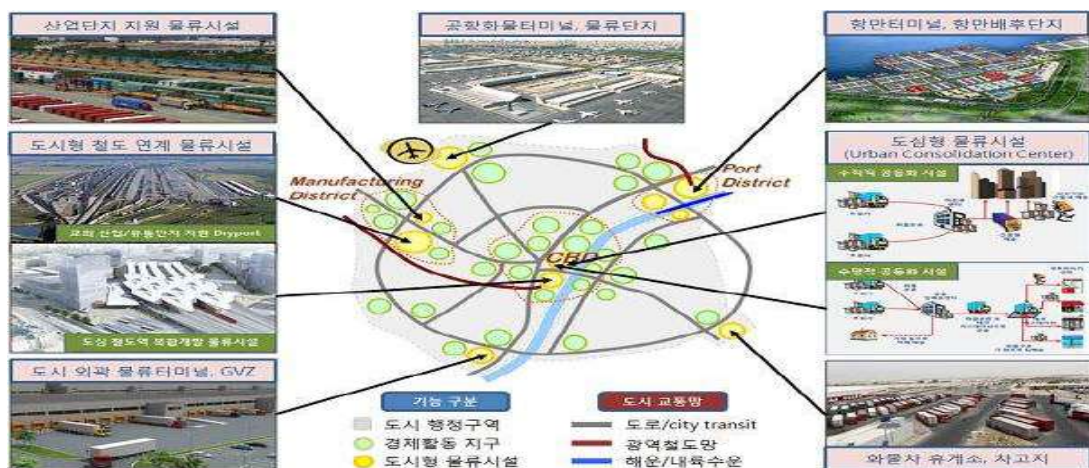 산업단지 지원 물류시설
공항화물터미널, 물류단지
항만터미널, 항만배후단지
도시형 철도 연계 물류시설
교외 산업/유통단지 지원 Dryport
도심 철도역 복합개발 물류시설
도시 외곽 물류터미널, GVZ
Manufacturing
District
Port
District
CBD
도심형 물류시설
(Urban Consolidation Center)
수직적 공동화 시설
수평적 공동화 시설
화물차 휴게소, 차고지
기능 구분
도시 행정구역
경제활동 지구
도시형 물류시설
도시 교통망
도로/city transit
광역철도망
해운/내륙수운